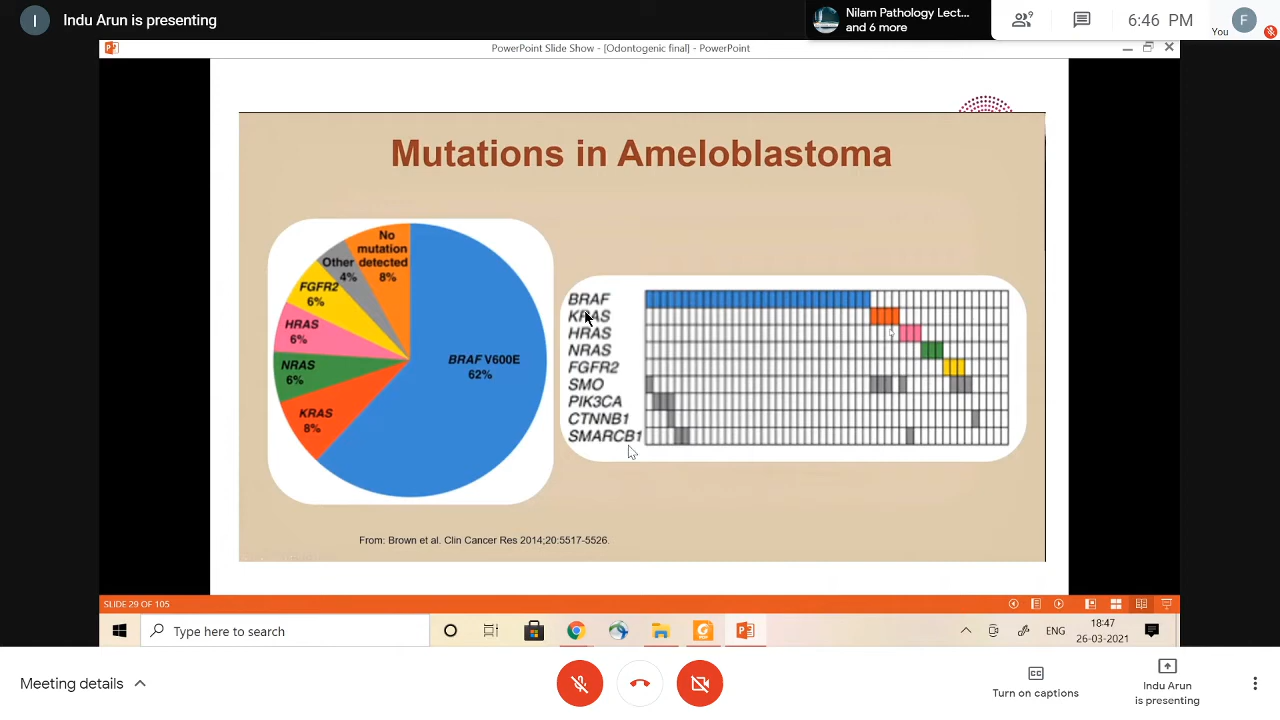 I Indu Arun is presenting
Nilam Pathology Lect...
and 6 more
9
6:46 PM
You
F
PowerPoint Slide Show - [Odontogenic final] - PowerPoint
Mutations in Ameloblastoma
No
mutation
detected
8%
Other
4%
FGFR2
6%
HRAS
6%
NRAS
6%
KRAS
8%
BRAF V600E
62%
BRAF
KRAS
HRAS
NRAS
FGFR2
SMO
PIK3CA
CTNNB1
SMARCB1
From: Brown et al. Clin Cancer Res 2014;20:5517-5526.
SLIDE 29 OF 105
Type here to search
ENG
18:47
26-03-2021
Meeting details
Turn on captions
Indu Arun
is presenting